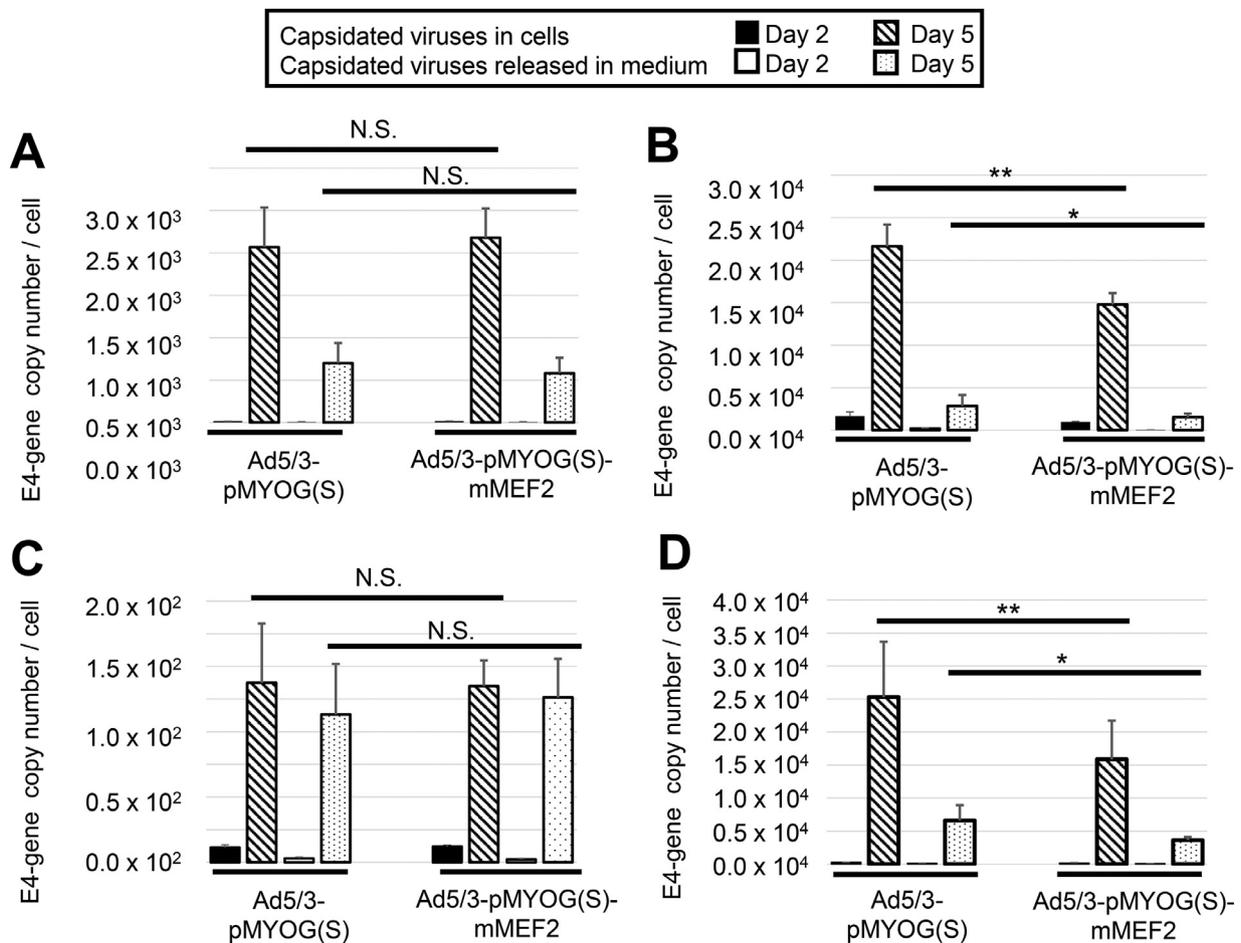 Capsidated viruses in cells Day 2 Day 5
Capsidated viruses released in medium Day 2 Day 5
A
N.S.
N.S.
E4-gene copy number / cell
3.0 x 10³
2.5 x 10³
2.0 x 10³
1.5 x 10³
1.0 x 10³
0.5 x 10³
0.0 x 10³
Ad5/3-
pMYOG(S)
Ad5/3-pMYOG(S)-
mMEF2
B
**
*
E4-gene copy number / cell
3.0 x 10⁴
2.5 x 10⁴
2.0 x 10⁴
1.5 x 10⁴
1.0 x 10⁴
0.5 x 10⁴
0.0 x 10⁴
Ad5/3-
pMYOG(S)
Ad5/3-pMYOG(S)-
mMEF2
C
N.S.
N.S.
E4-gene copy number / cell
2.0 x 10²
1.5 x 10²
1.0 x 10²
0.5 x 10²
0.0 x 10²
Ad5/3-
pMYOG(S)
Ad5/3-pMYOG(S)-
mMEF2
D
**
*
E4-gene copy number / cell
4.0 x 10⁴
3.5 x 10⁴
3.0 x 10⁴
2.5 x 10⁴
2.0 x 10⁴
1.5 x 10⁴
1.0 x 10⁴
0.5 x 10⁴
0.0 x 10⁴
Ad5/3-
pMYOG(S)
Ad5/3-pMYOG(S)-
mMEF2